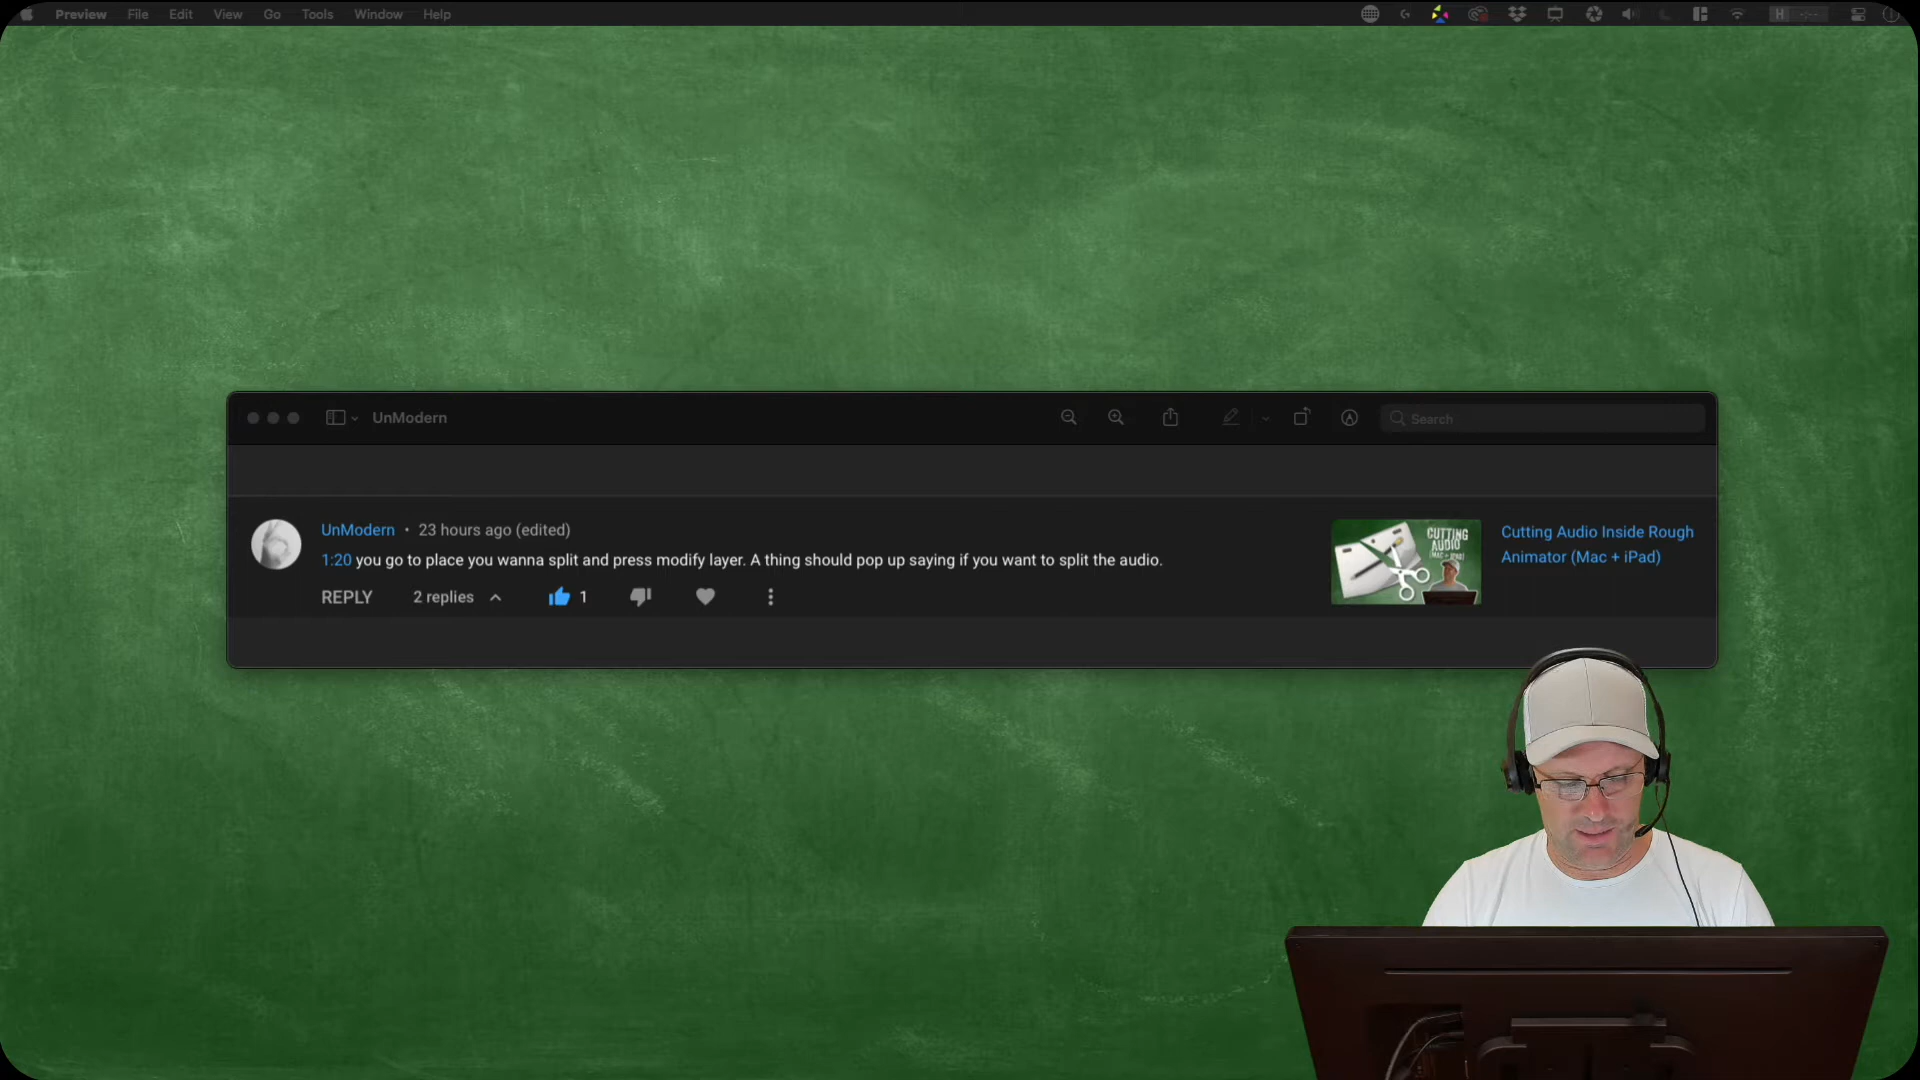 Preview File Edit View Go Tools Window Help
UnModern
Search
UnModern • 23 hours ago (edited)
1:20 you go to place you wanna split and press modify layer. A thing should pop up saying if you want to split the audio.
REPLY 2 replies 1
CUTTING
AUDIO
(MAC + IPAD)
Cutting Audio Inside Rough
Animator (Mac + iPad)